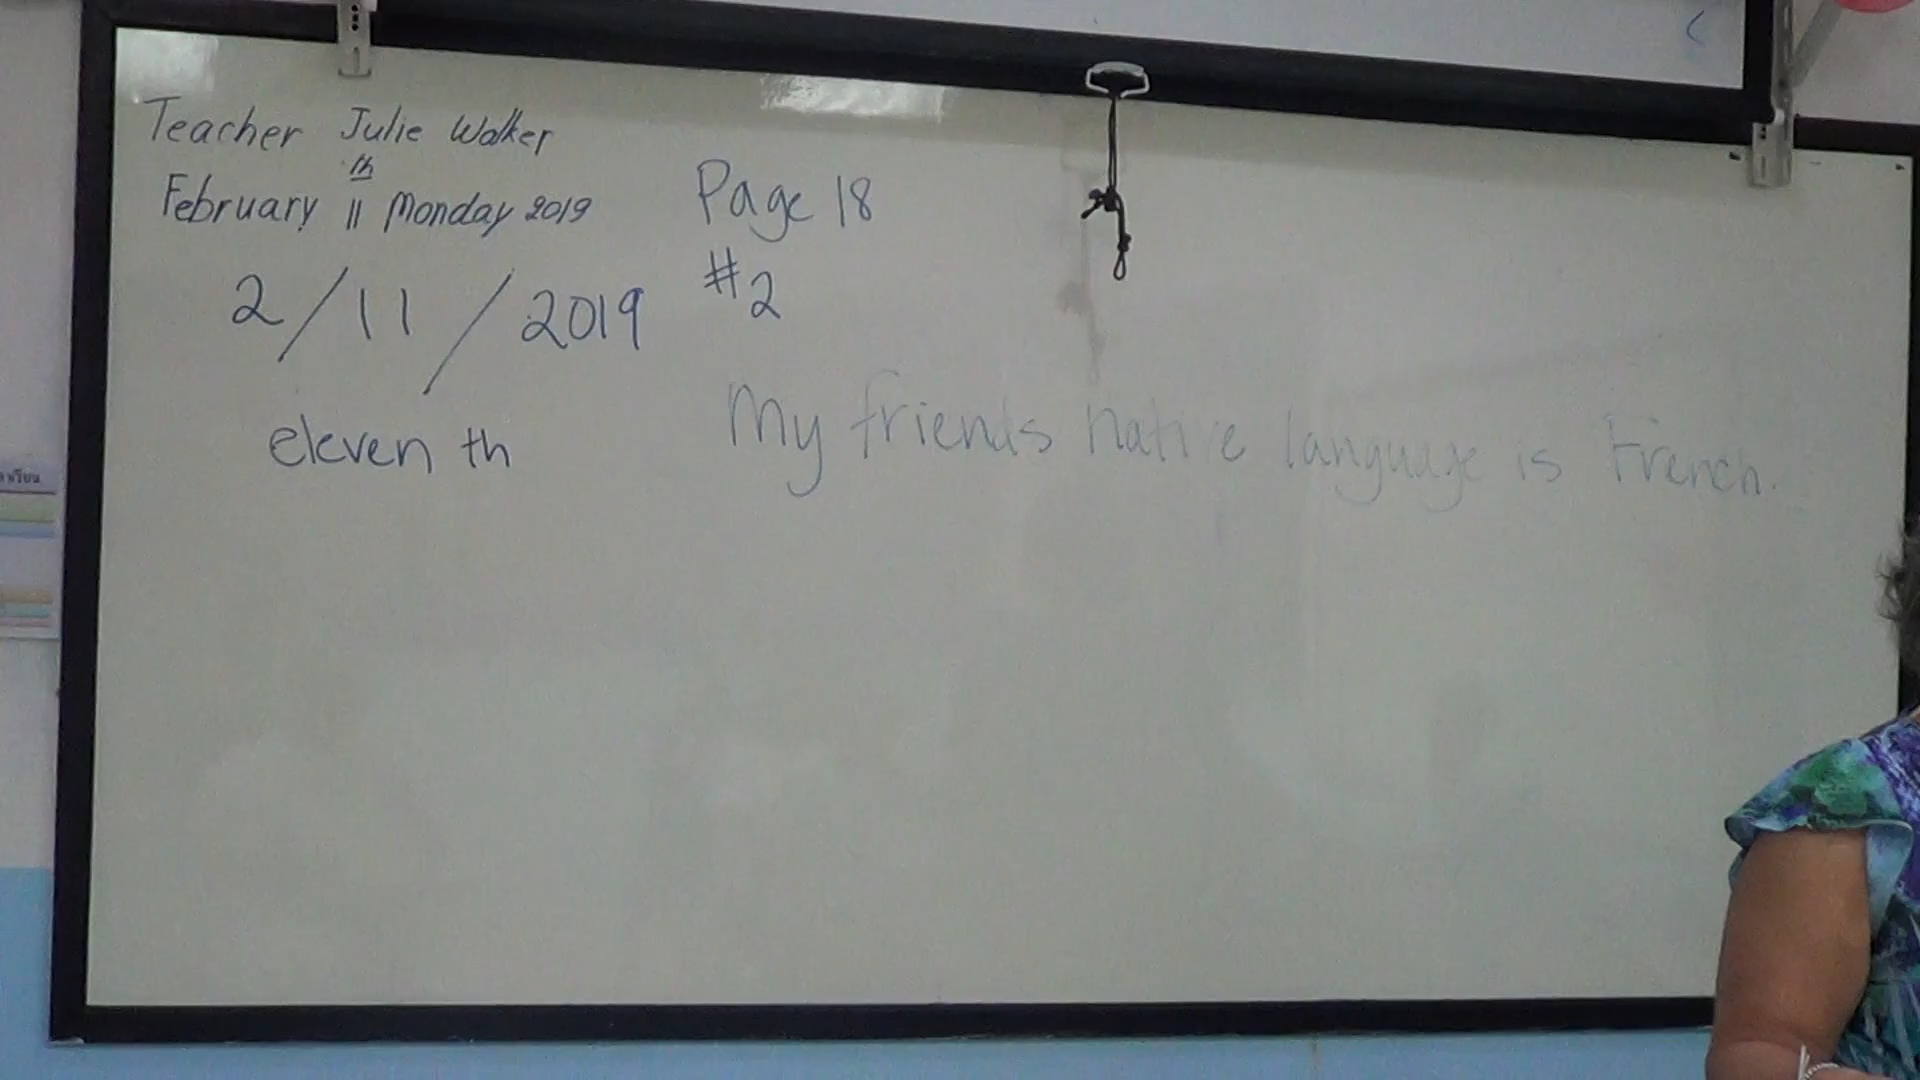 Teacher Julie Walker
February 11th Monday 2019
2/11/2019
eleven th
Page 18
#2
My friends native language is French.